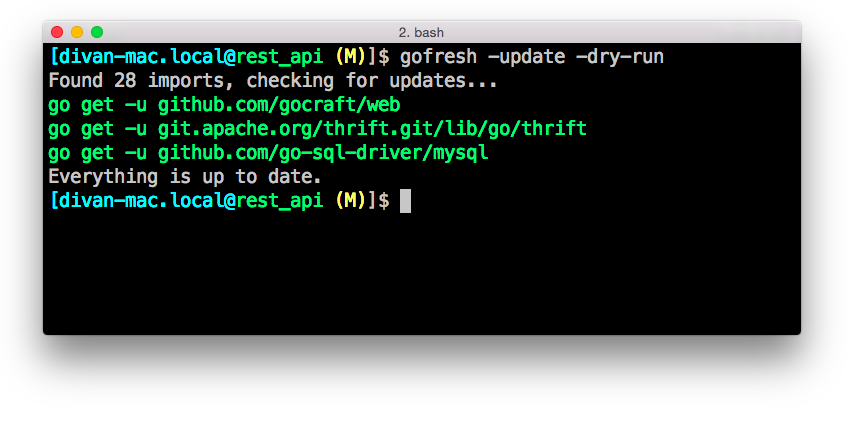 2. bash
[divan-mac.local@rest_api (M)]$ gofresh -update -dry-run
Found 28 imports, checking for updates...
go get -u github.com/gocraft/web
go get -u git.apache.org/thrift.git/lib/go/thrift
go get -u github.com/go-sql-driver/mysql
Everything is up to date.
[divan-mac.local@rest_api (M)]$